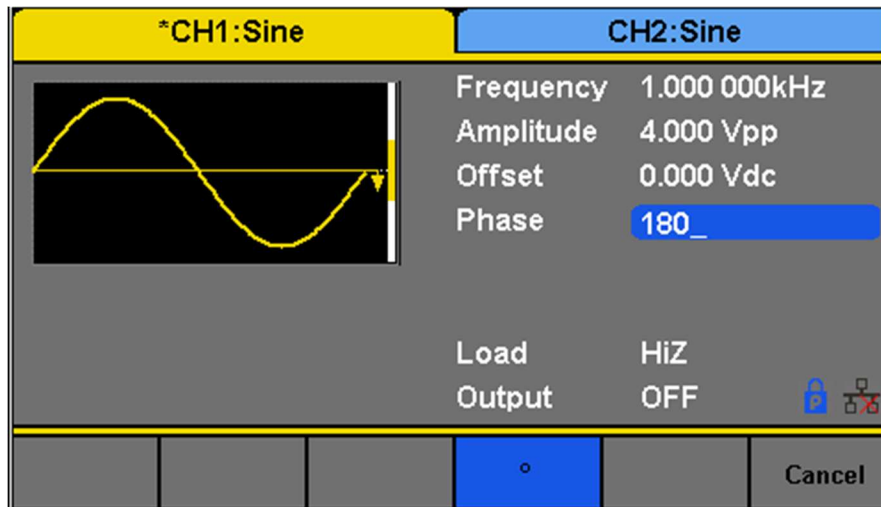 *CH1:Sine CH2:Sine
Frequency 1.000 000kHz
Amplitude 4.000 Vpp
Offset 0.000 Vdc
Phase 180_
Load HiZ
Output OFF P
° Cancel